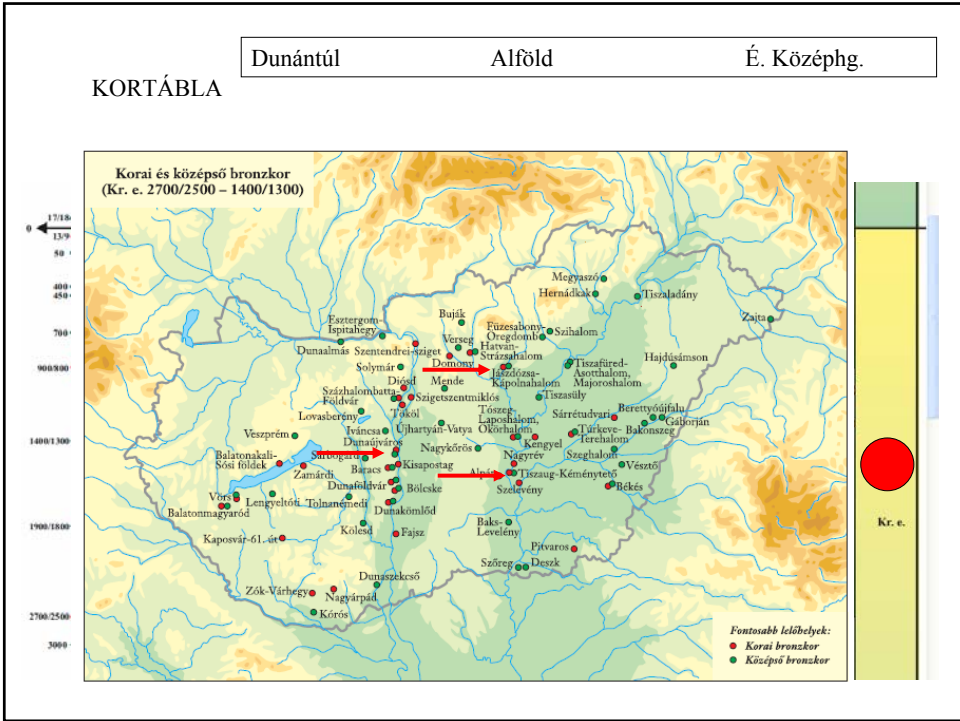 Dunántúl Alföld É. Középhg.
KORTÁBLA
Korai és középső bronzkor
(Kr. e. 2700/2500 – 1400/1300)
17/18
0
13/9
50
400
450
700
900/800
1400/1300
1900/1800
2700/2500
3000
Megyaszó
Hernádkak
Tiszaladány
Zajta
Buják
Esztergom-
Ispitahegy
Füzesabony-
Öregdomb
Szihalom
Verseg
Dunaalmás
Szentendrei-sziget
Hatvan-
Strázsahalom
Domony
Tiszafüred-
Ásotthalom,
Majoroshalom
Hajdúsámson
Solymár
Jászdózsa-
Kápolnahalom
Diósd
Mende
Százhalombatta-
Földvár
Szigetszentmiklós
Tiszasüly
Tököl
Lovasberény
Tószeg-
Laposhalom,
Ökörhalom
Sárrétudvari
Berettyóújfalu
Gáborján
Bakonszeg
Újhartyán-Vatya
Iváncsa
Veszprém
Dunaújváros
Kengyel
Túrkeve-
Terehalom
Nagykőrös
Szeghalom
Balatonakali-
Sósi földek
Sárbogárd
Nagyrév
Vésztő
Zamárdi
Baracs
Kisapostag
Alpár
Tiszaug-Kéménytető
Dunaföldvár
Szelevény
Békés
Bölcske
Vörs
Lengyeltóti
Tolnanémedi
Balatonmagyaród
Dunakömlőd
Kölesd
Fajsz
Baks-
Levelény
Kaposvár-61. út
Pitvaros
Szőreg
Deszk
Dunaszekcső
Zók-Várhegy
Nagyárpád
Kórós
Fontosabb lelőhelyek:
Korai bronzkor
Középső bronzkor
Kr. e.